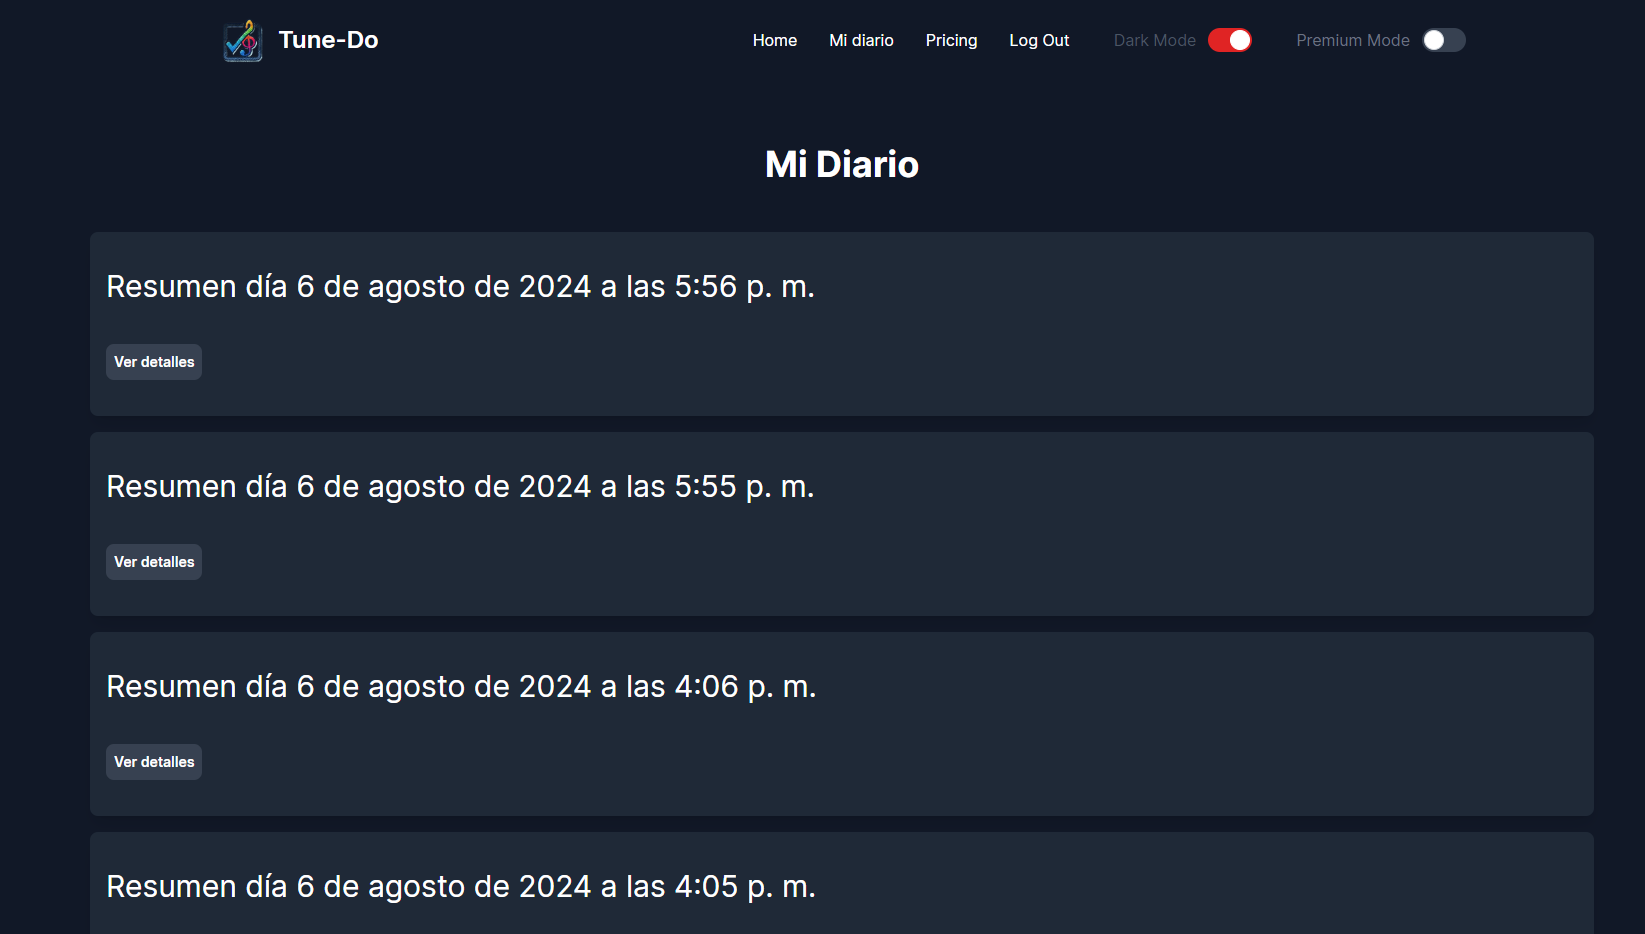 Tune-Do
Home Mi diario Pricing Log Out Dark Mode Premium Mode
Mi Diario
Resumen día 6 de agosto de 2024 a las 5:56 p. m.
Ver detalles
Resumen día 6 de agosto de 2024 a las 5:55 p. m.
Ver detalles
Resumen día 6 de agosto de 2024 a las 4:06 p. m.
Ver detalles
Resumen día 6 de agosto de 2024 a las 4:05 p. m.